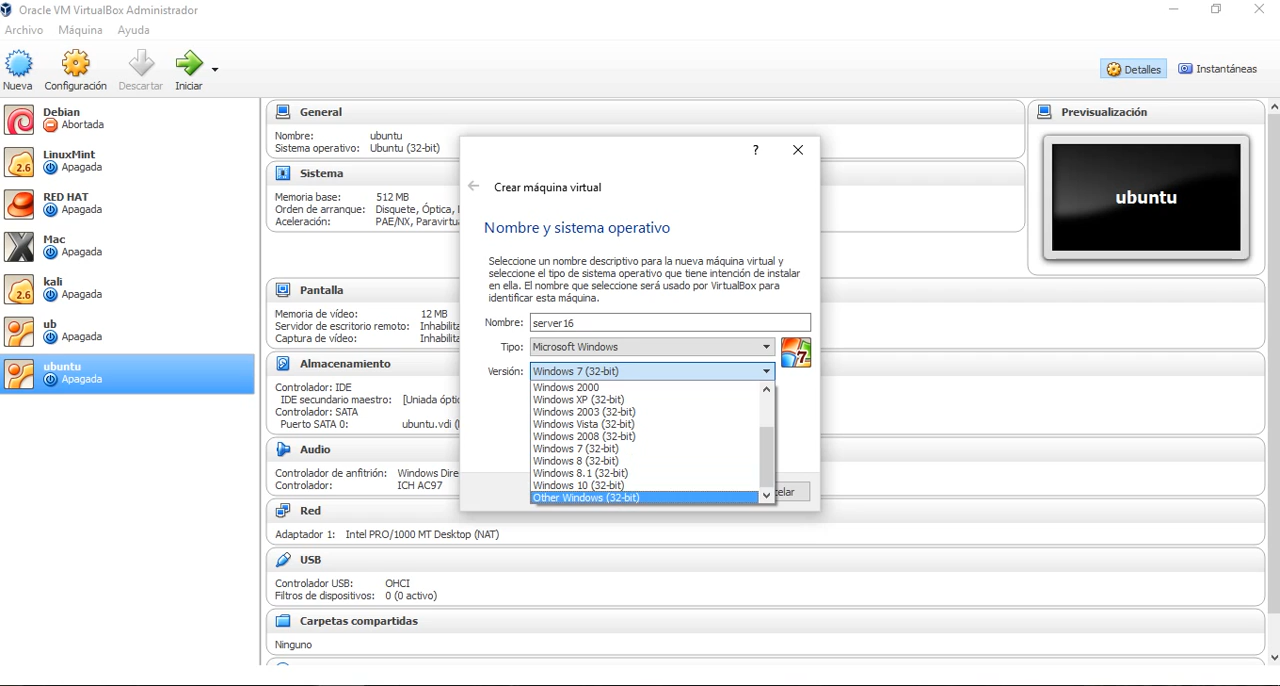 Oracle VM VirtualBox Administrador
Archivo Máquina Ayuda
Nueva Configuración Descartar Iniciar
Detalles Instantáneas
Debian
Abortada
LinuxMint
2.6
Apagada
RED HAT
Apagada
Mac
Apagada
kali
2.6
Apagada
ub
Apagada
ubuntu
Apagada
General
Nombre: ubuntu
Sistema operativo: Ubuntu (32-bit)
Sistema
Memoria base: 512 MB
Orden de arranque: Disquete, Óptica,
Aceleración: PAE/NX, Paravirtu
Pantalla
Memoria de vídeo: 12 MB
Servidor de escritorio remoto: Inhabilita
Captura de vídeo: Inhabilita
Almacenamiento
Controlador: IDE
IDE secundario maestro: [Unidad ópti
Controlador: SATA
Puerto SATA 0: ubuntu.vdi (
Audio
Controlador de anfitrión: Windows Dire
Controlador: ICH AC97
Red
Adaptador 1: Intel PRO/1000 MT Desktop (NAT)
USB
Controlador USB: OHCI
Filtros de dispositivos: 0 (0 activo)
Carpetas compartidas
Ninguno
Previsualización
ubuntu
?
Crear máquina virtual
Nombre y sistema operativo
Seleccione un nombre descriptivo para la nueva máquina virtual y
seleccione el tipo de sistema operativo que tiene intención de instalar
en ella. El nombre que seleccione será usado por VirtualBox para
identificar esta máquina.
Nombre: server16
Tipo: Microsoft Windows
7
Versión: Windows 7 (32-bit)
Windows 2000
Windows XP (32-bit)
Windows 2003 (32-bit)
Windows Vista (32-bit)
Windows 2008 (32-bit)
Windows 7 (32-bit)
Windows 8 (32-bit)
Windows 8.1 (32-bit)
Windows 10 (32-bit)
Other Windows (32-bit)
celar